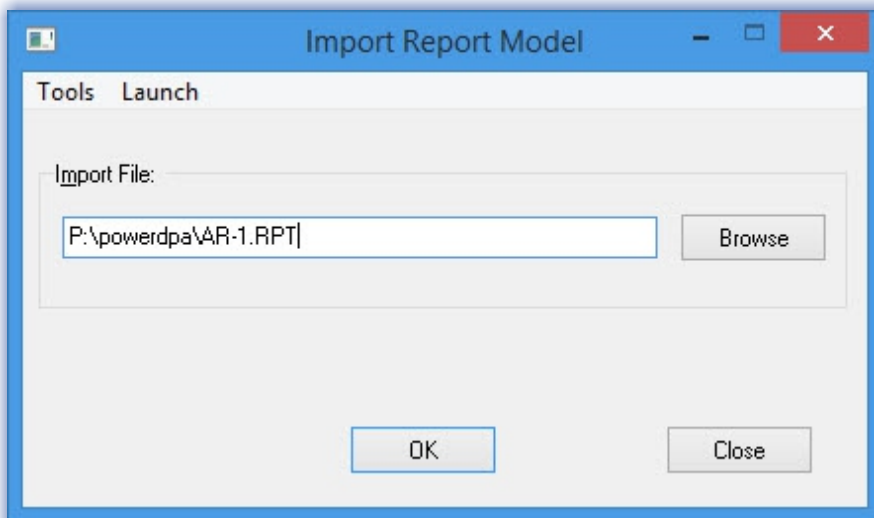 Import Report Model
Tools Launch
Import File:
P:\powerdpa\AR-1.RPT
Browse
OK
Close